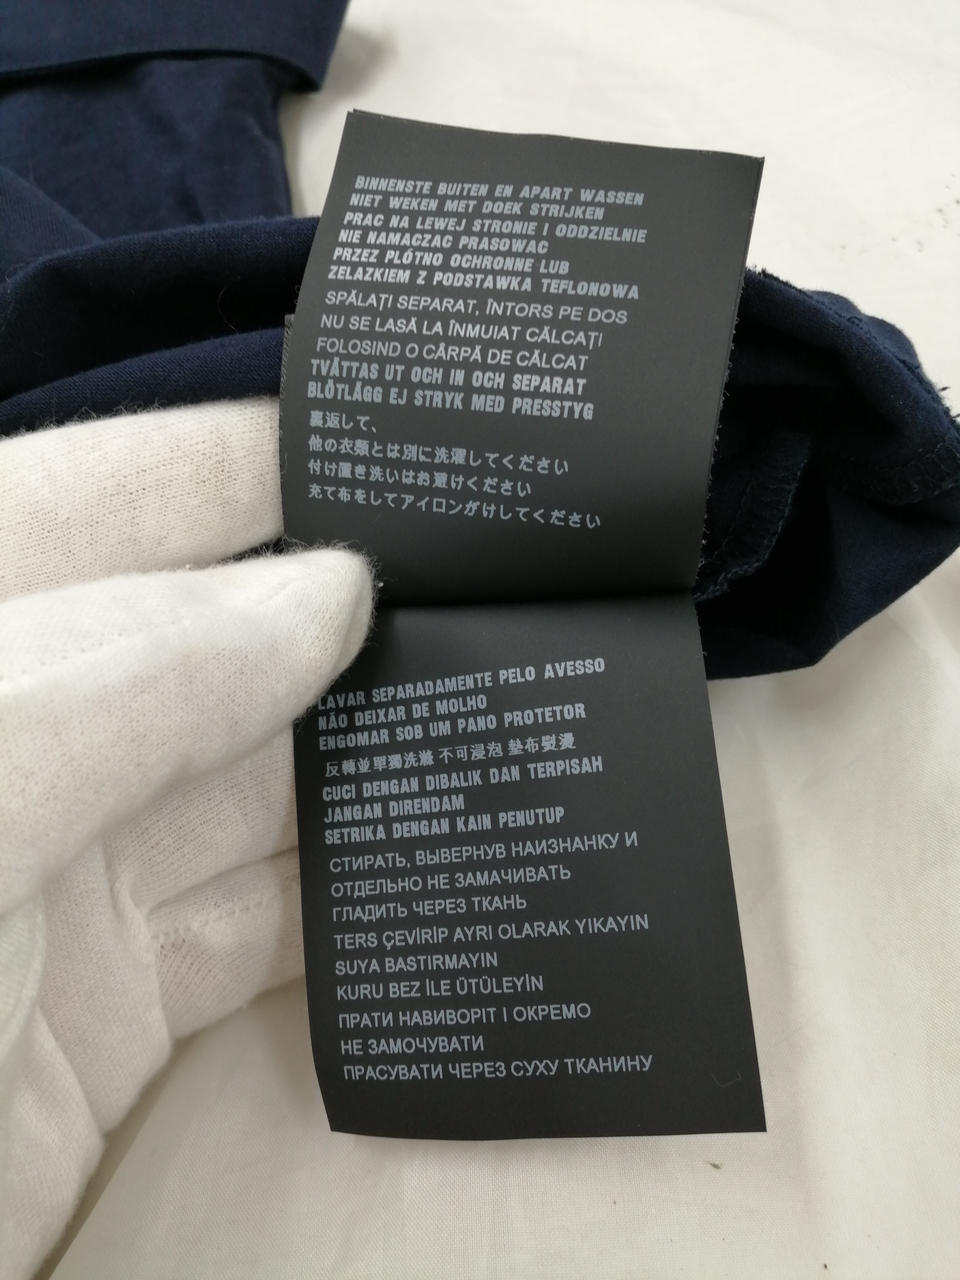 BINNENSTE BUITEN EN APART WASSEN
NIET WEKEN MET DOEK STRIJKEN
PRAC NA LEWEJ STRONIE I ODDZIELNIE
NIE NAMACZAC PRASOWAC
PRZEZ PLÓTNO OCHRONNE LUB
ZELAZKIEM Z PODSTAWKA TEFLONOWA
SPĂLAȚI SEPARAT, ÎNTORS PE DOS
NU SE LASĂ LA ÎNMUIAT CĂLCAȚI
FOLOSIND O CÂRPĂ DE CĂLCAT
TVÄTTAS UT OCH IN OCH SEPARAT
BLÖTLÄGG EJ STRYK MED PRESSTYG
裏返して、
他の衣類とは別に洗濯してください
付け置き洗いはお避けください
充て布をしてアイロンがけしてください
LAVAR SEPARADAMENTE PELO AVESSO
NÃO DEIXAR DE MOLHO
ENGOMAR SOB UM PANO PROTETOR
反轉並單獨洗滌 不可浸泡 墊布熨燙
CUCI DENGAN DIBALIK DAN TERPISAH
JANGAN DIRENDAM
SETRIKA DENGAN KAIN PENUTUP
СТИРАТЬ, ВЫВЕРНУВ НАИЗНАНКУ И
ОТДЕЛЬНО НЕ ЗАМАЧИВАТЬ
ГЛАДИТЬ ЧЕРЕЗ ТКАНЬ
TERS ÇEVİRİP AYRI OLARAK YIKAYIN
SUYA BASTIRMAYIN
KURU BEZ İLE ÜTÜLEYİN
ПРАТИ НАВИВОРІТ І ОКРЕМО
НЕ ЗАМОЧУВАТИ
ПРАСУВАТИ ЧЕРЕЗ СУХУ ТКАНИНУ